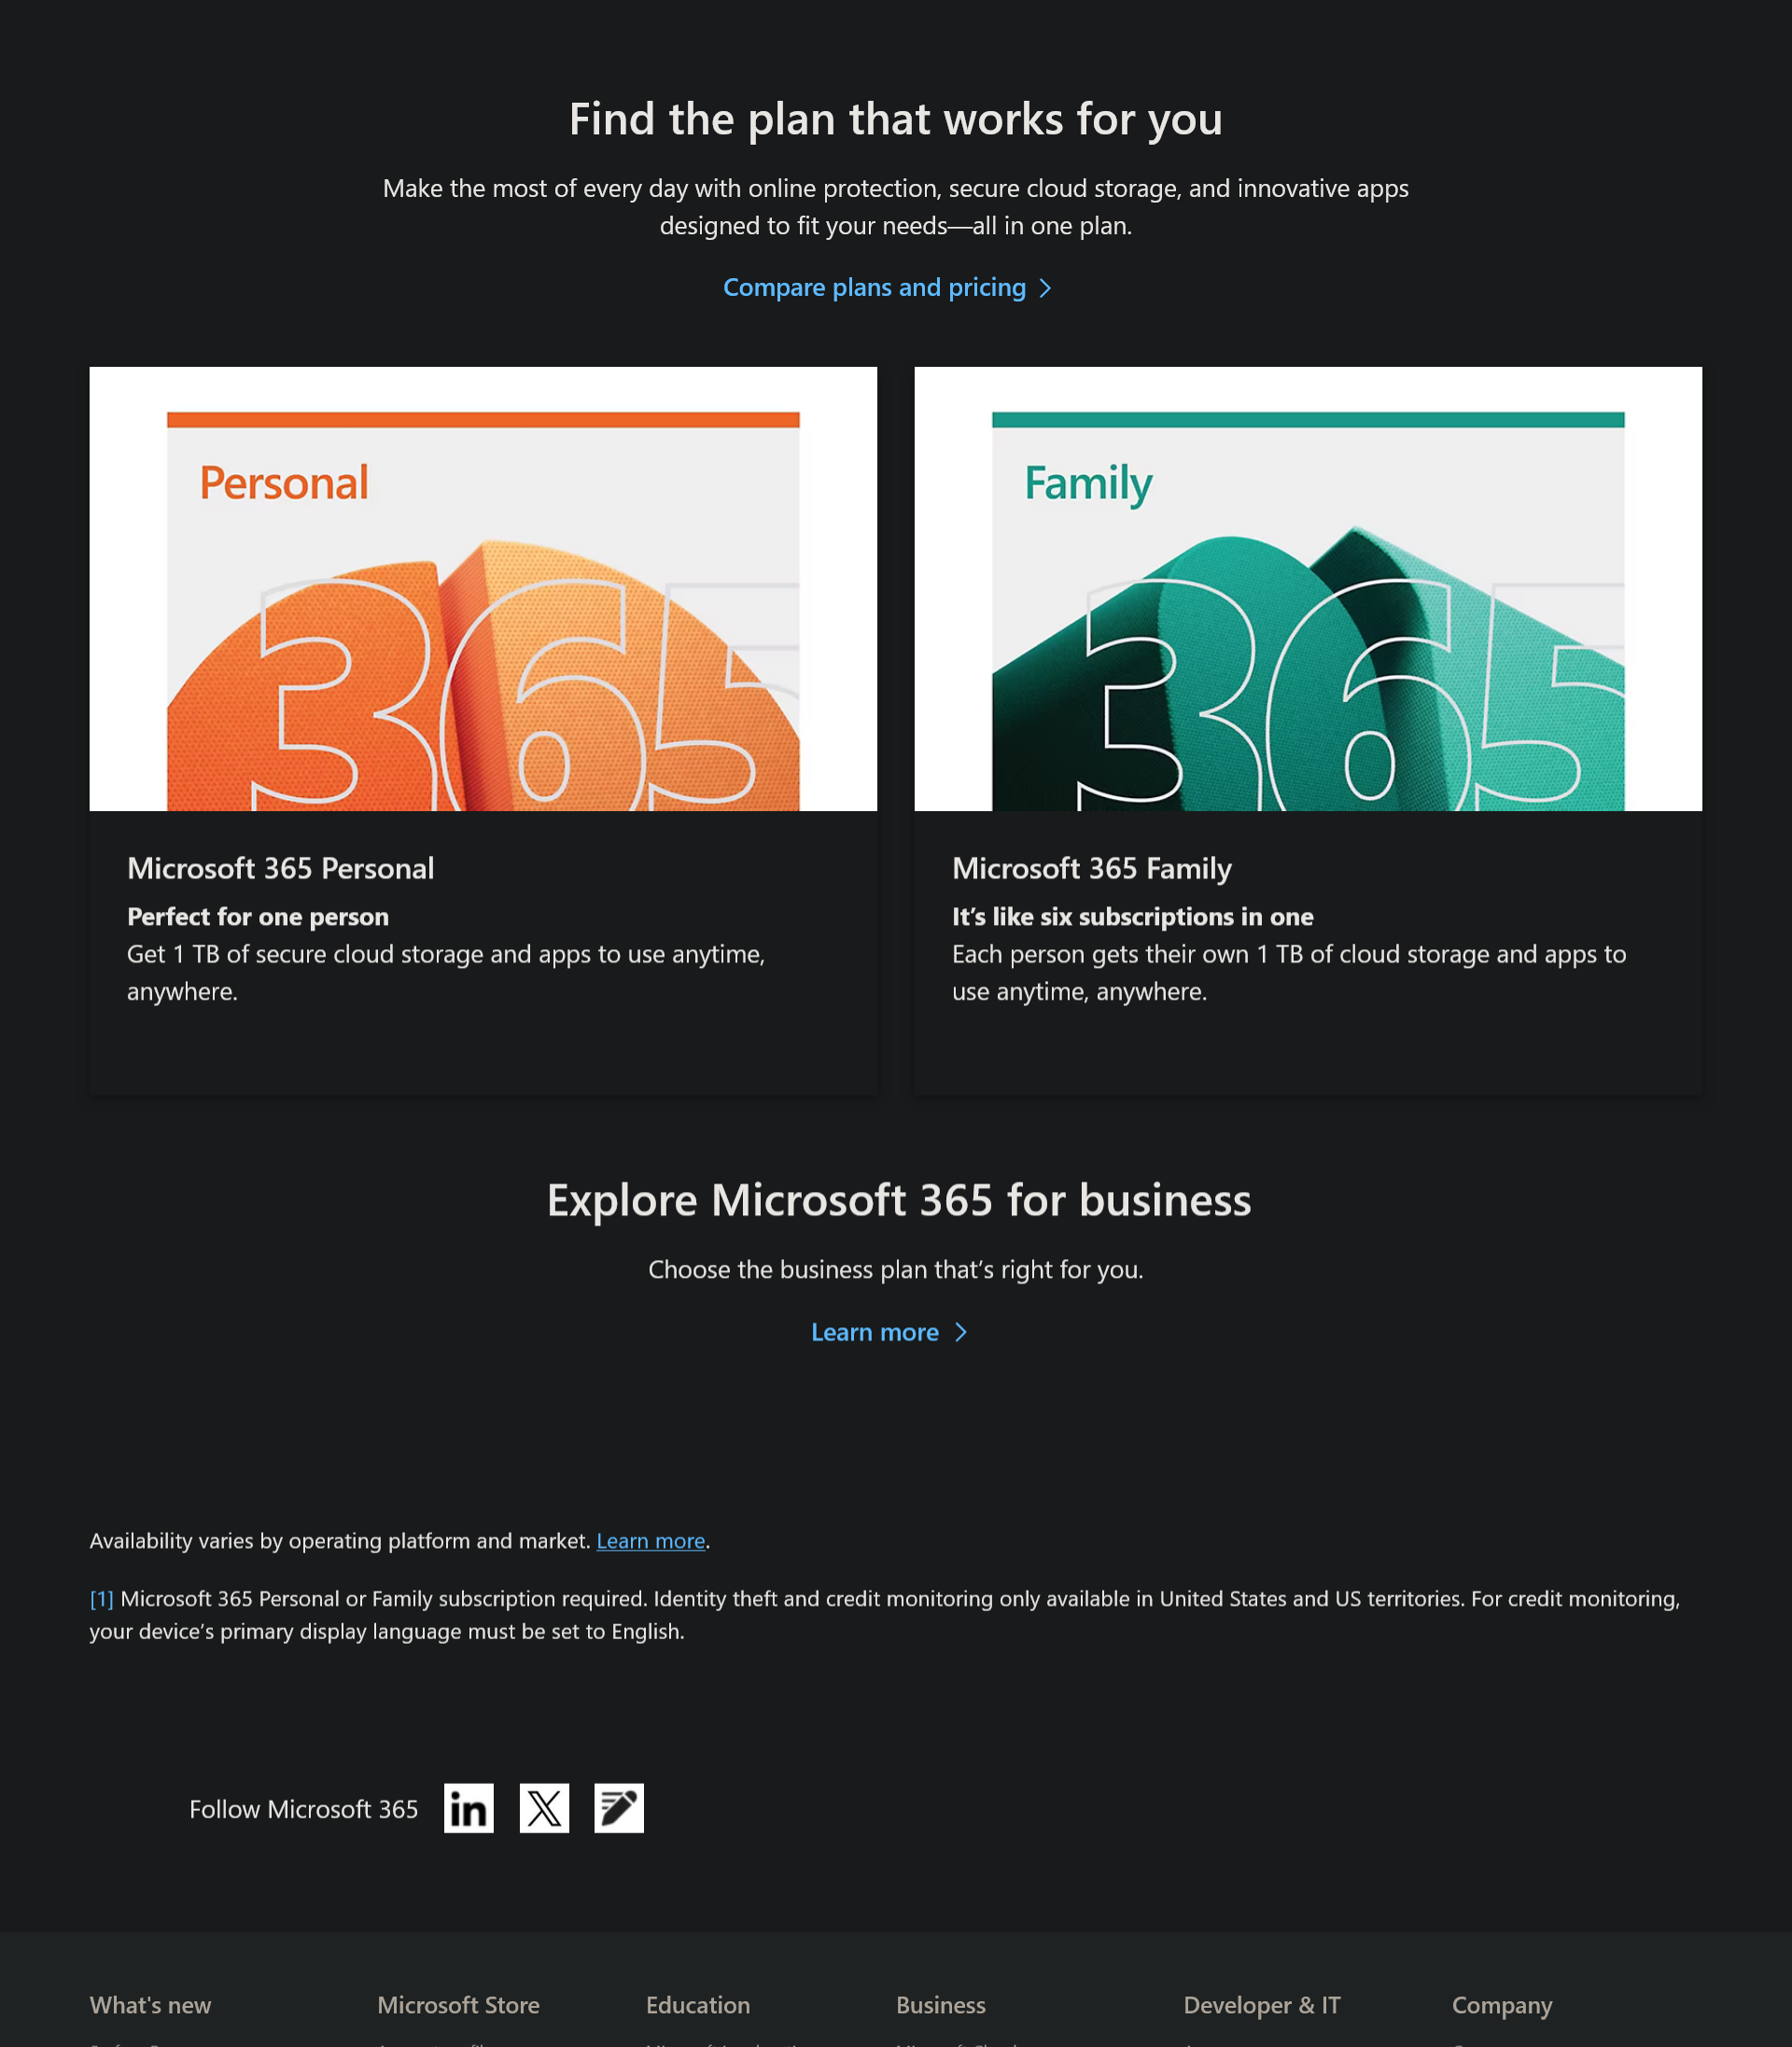 Find the plan that works for you
Make the most of every day with online protection, secure cloud storage, and innovative apps
designed to fit your needs—all in one plan.
Compare plans and pricing
Personal
365
Family
365
Microsoft 365 Personal
Perfect for one person
Get 1 TB of secure cloud storage and apps to use anytime,
anywhere.
Microsoft 365 Family
It’s like six subscriptions in one
Each person gets their own 1 TB of cloud storage and apps to
use anytime, anywhere.
Explore Microsoft 365 for business
Choose the business plan that’s right for you.
Learn more
Availability varies by operating platform and market. Learn more.
[1] Microsoft 365 Personal or Family subscription required. Identity theft and credit monitoring only available in United States and US territories. For credit monitoring,
your device’s primary display language must be set to English.
Follow Microsoft 365
in
X
What's new
Microsoft Store
Education
Business
Developer & IT
Company